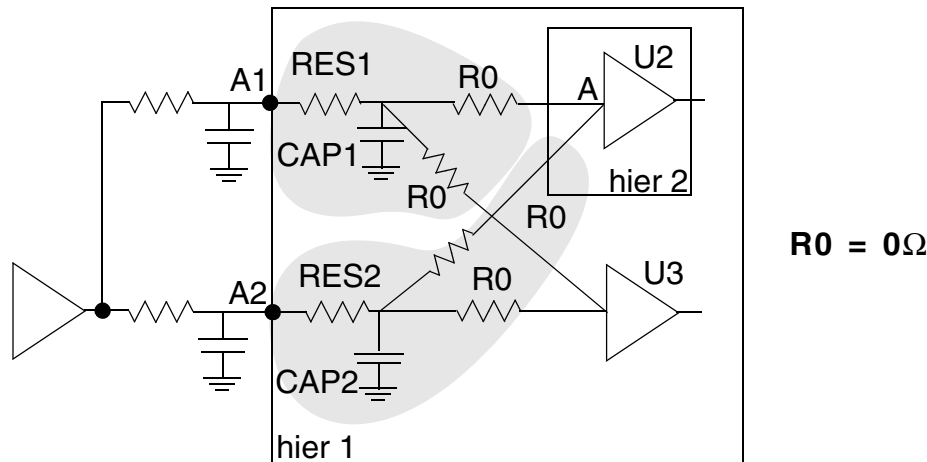 RES1
A1
R0
U2
A
CAP1
hier 2
R0
R0
R0 = 0Ω
RES2
A2
R0
U3
CAP2
hier 1